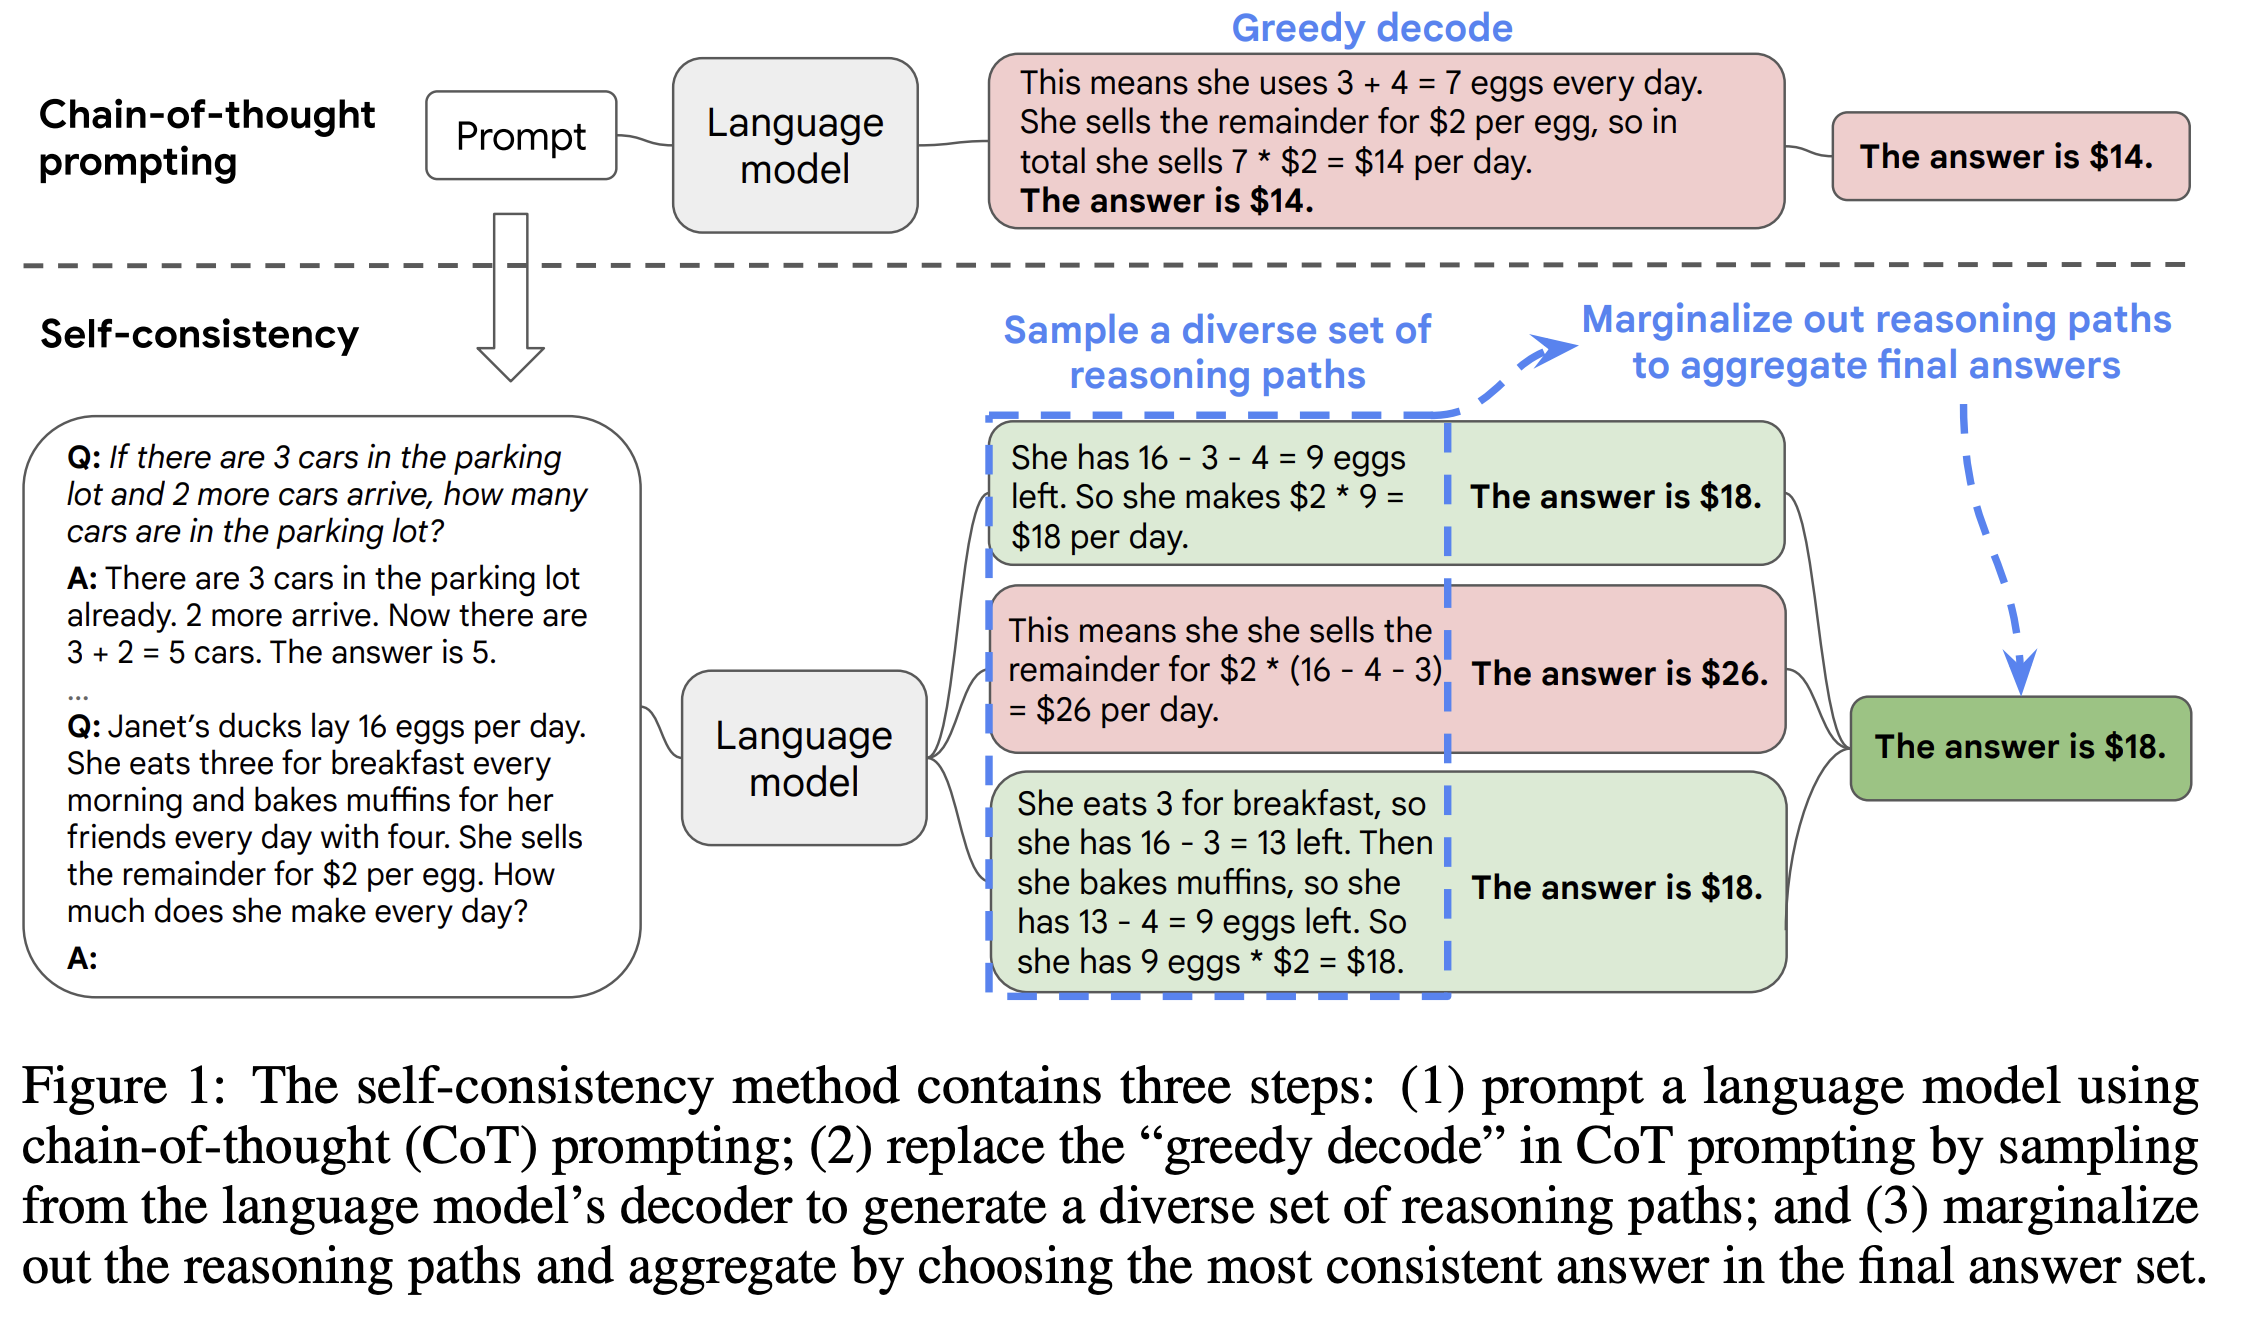 Greedy decode
Chain-of-thought
prompting
Prompt
Language
model
This means she uses 3 + 4 = 7 eggs every day.
She sells the remainder for $2 per egg, so in
total she sells 7 * $2 = $14 per day.
The answer is $14.
The answer is $14.
Self-consistency
Sample a diverse set of
reasoning paths
Marginalize out reasoning paths
to aggregate final answers
Q: If there are 3 cars in the parking
lot and 2 more cars arrive, how many
cars are in the parking lot?
A: There are 3 cars in the parking lot
already. 2 more arrive. Now there are
3 + 2 = 5 cars. The answer is 5.
...
Q: Janet's ducks lay 16 eggs per day.
She eats three for breakfast every
morning and bakes muffins for her
friends every day with four. She sells
the remainder for $2 per egg. How
much does she make every day?
A:
Language
model
She has 16 - 3 - 4 = 9 eggs
left. So she makes $2 * 9 =
$18 per day.
The answer is $18.
This means she she sells the
remainder for $2 * (16 - 4 - 3)
= $26 per day.
The answer is $26.
She eats 3 for breakfast, so
she has 16 - 3 = 13 left. Then
she bakes muffins, so she
has 13 - 4 = 9 eggs left. So
she has 9 eggs * $2 = $18.
The answer is $18.
The answer is $18.
Figure 1: The self-consistency method contains three steps: (1) prompt a language model using
chain-of-thought (CoT) prompting; (2) replace the “greedy decode” in CoT prompting by sampling
from the language model’s decoder to generate a diverse set of reasoning paths; and (3) marginalize
out the reasoning paths and aggregate by choosing the most consistent answer in the final answer set.